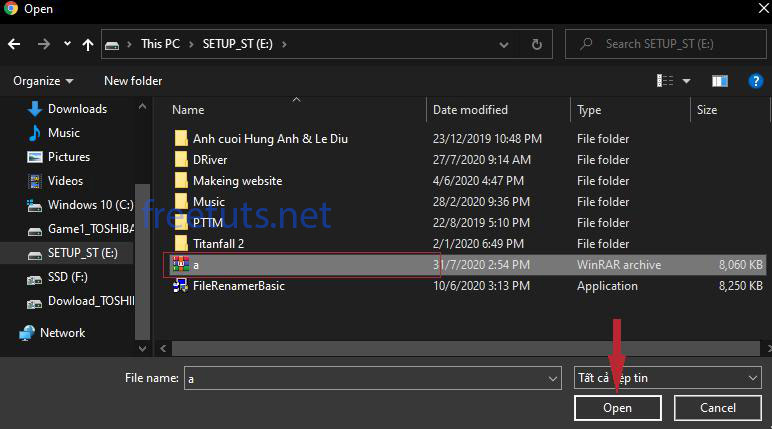 Open
This PC > SETUP_ST (E:) >
Search SETUP_ST (E:)
Organize
New folder
Name
Date modified
Type
Size
Downloads
Music
Pictures
Videos
Windows 10 (C:)
Game1_TOSHIBA
SETUP_ST (E:)
SSD (F:)
Dowload_TOSHIB
Network
Anh cuoi Hung Anh & Le Diu 23/12/2019 10:48 PM File folder
DRiver 27/7/2020 9:14 AM File folder
Makeing website 4/6/2020 4:47 PM File folder
Music 28/2/2020 9:36 PM File folder
PTTM 22/8/2019 5:10 PM File folder
Titanfall 2 2/1/2020 6:49 PM File folder
a 31/7/2020 2:54 PM WinRAR archive 8,060 KB
FileRenamerBasic 10/6/2020 3:13 PM Application 8,250 KB
freetuts.net
File name: a
Tất cả tệp tin
Open
Cancel